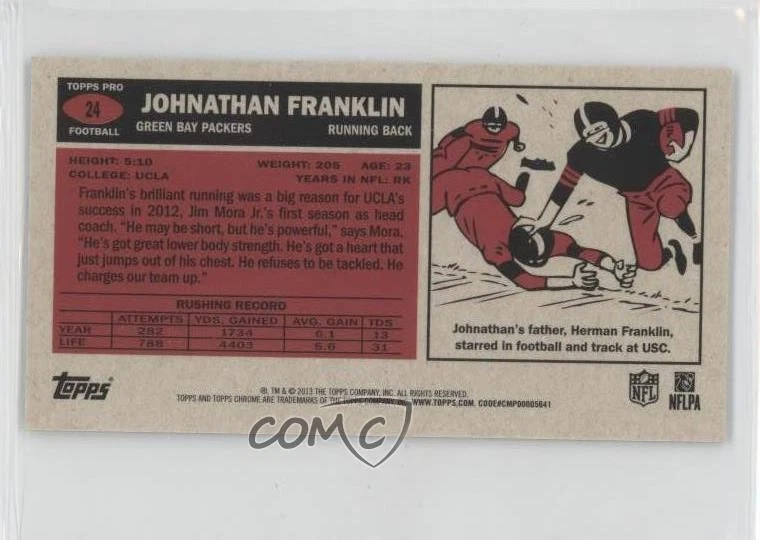 TOPPS PRO
24
FOOTBALL
JOHNATHAN FRANKLIN
GREEN BAY PACKERS RUNNING BACK
HEIGHT: 5:10 WEIGHT: 205 AGE: 23
COLLEGE: UCLA YEARS IN NFL: RK
Franklin's brilliant running was a big reason for UCLA's
success in 2012, Jim Mora Jr.'s first season as head
coach. "He may be short, but he's powerful," says Mora.
"He's got great lower body strength. He's got a heart that
just jumps out of his chest. He refuses to be tackled. He
charges our team up."
RUSHING RECORD
ATTEMPTS YDS. GAINED AVG. GAIN TDS
YEAR 282 1734 6.1 13
LIFE 788 4403 5.6 31
Johnathan's father, Herman Franklin,
starred in football and track at USC.
topps
®, TM & © 2013 THE TOPPS COMPANY, INC. ALL RIGHTS RESERVED.
TOPPS AND TOPPS CHROME ARE TRADEMARKS OF THE TOPPS COMPANY, INC. WWW.TOPPS.COM. CODE#CMP00005641
NFL
NFLPA
COMC